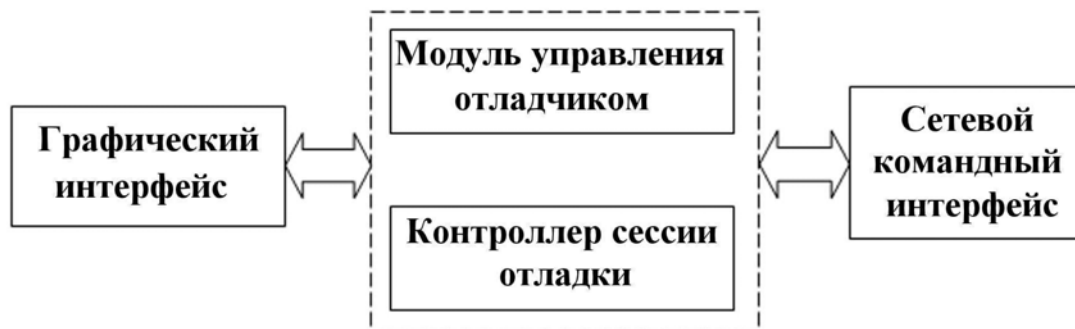 Графический
интерфейс
Модуль управления
отладчиком
Контроллер сессии
отладки
Сетевой
командный
интерфейс